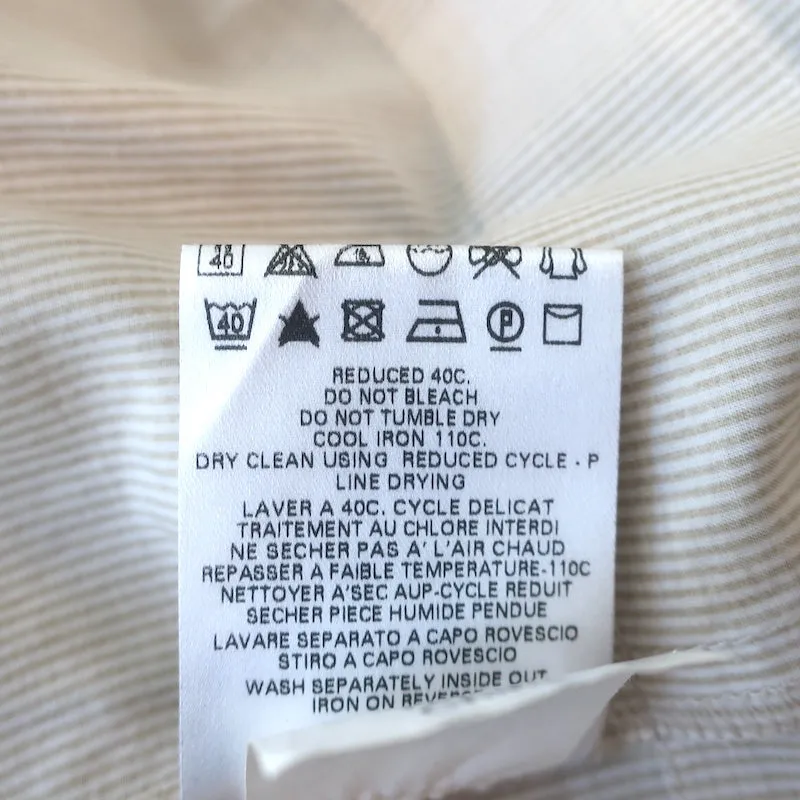 40
40 P
REDUCED 40C.
DO NOT BLEACH
DO NOT TUMBLE DRY
COOL IRON 110C.
DRY CLEAN USING REDUCED CYCLE - P
LINE DRYING
LAVER A 40C. CYCLE DELICAT
TRAITEMENT AU CHLORE INTERDI
NE SECHER PAS A' L'AIR CHAUD
REPASSER A FAIBLE TEMPERATURE-110C
NETTOYER A'SEC AUP-CYCLE REDUIT
SECHER PIECE HUMIDE PENDUE
LAVARE SEPARATO A CAPO ROVESCIO
STIRO A CAPO ROVESCIO
WASH SEPARATELY INSIDE OUT
IRON ON REVERSE